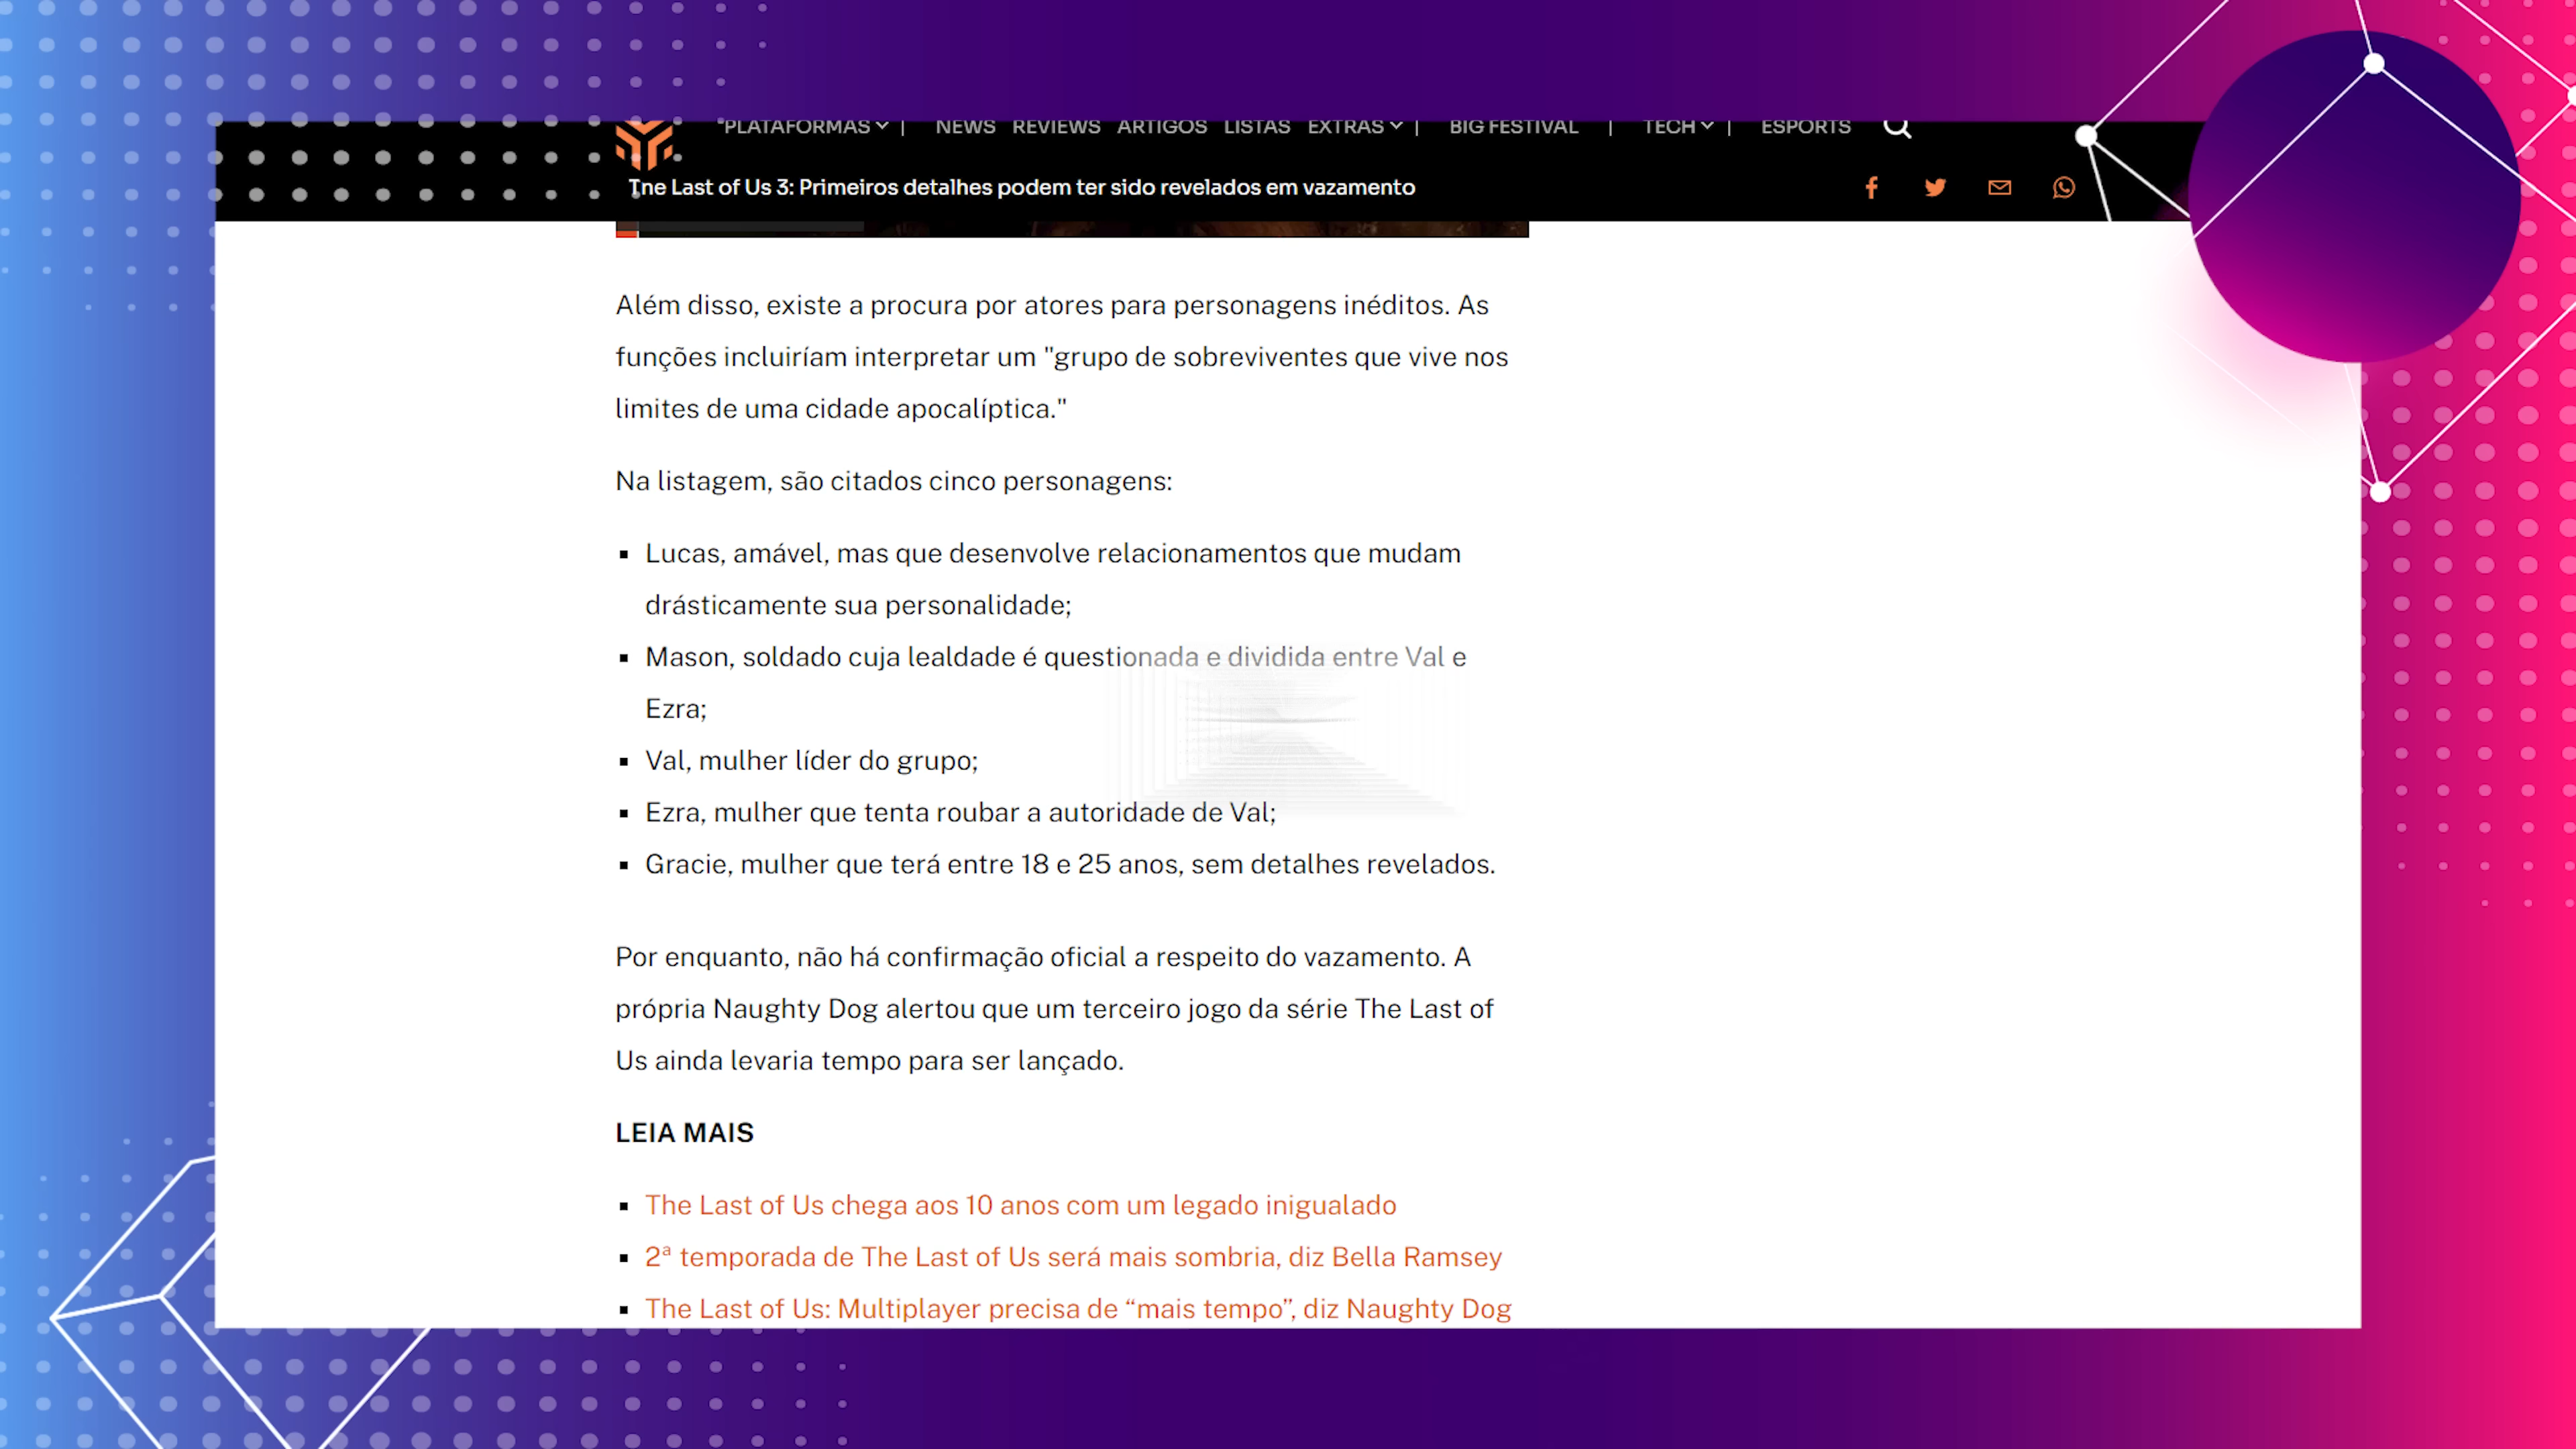 PLATAFORMAS | NEWS REVIEWS ARTIGOS LISTAS EXTRAS | BIG FESTIVAL | TECH | ESPORTS
The Last of Us 3: Primeiros detalhes podem ter sido revelados em vazamento
Além disso, existe a procura por atores para personagens inéditos. As
funções incluiríam interpretar um "grupo de sobreviventes que vive nos
limites de uma cidade apocalíptica."
Na listagem, são citados cinco personagens:
▪ Lucas, amável, mas que desenvolve relacionamentos que mudam
drásticamente sua personalidade;
▪ Mason, soldado cuja lealdade é questionada e dividida entre Val e
Ezra;
▪ Val, mulher líder do grupo;
▪ Ezra, mulher que tenta roubar a autoridade de Val;
▪ Gracie, mulher que terá entre 18 e 25 anos, sem detalhes revelados.
Por enquanto, não há confirmação oficial a respeito do vazamento. A
própria Naughty Dog alertou que um terceiro jogo da série The Last of
Us ainda levaria tempo para ser lançado.
LEIA MAIS
▪ The Last of Us chega aos 10 anos com um legado inigualado
▪ 2ª temporada de The Last of Us será mais sombria, diz Bella Ramsey
▪ The Last of Us: Multiplayer precisa de “mais tempo”, diz Naughty Dog